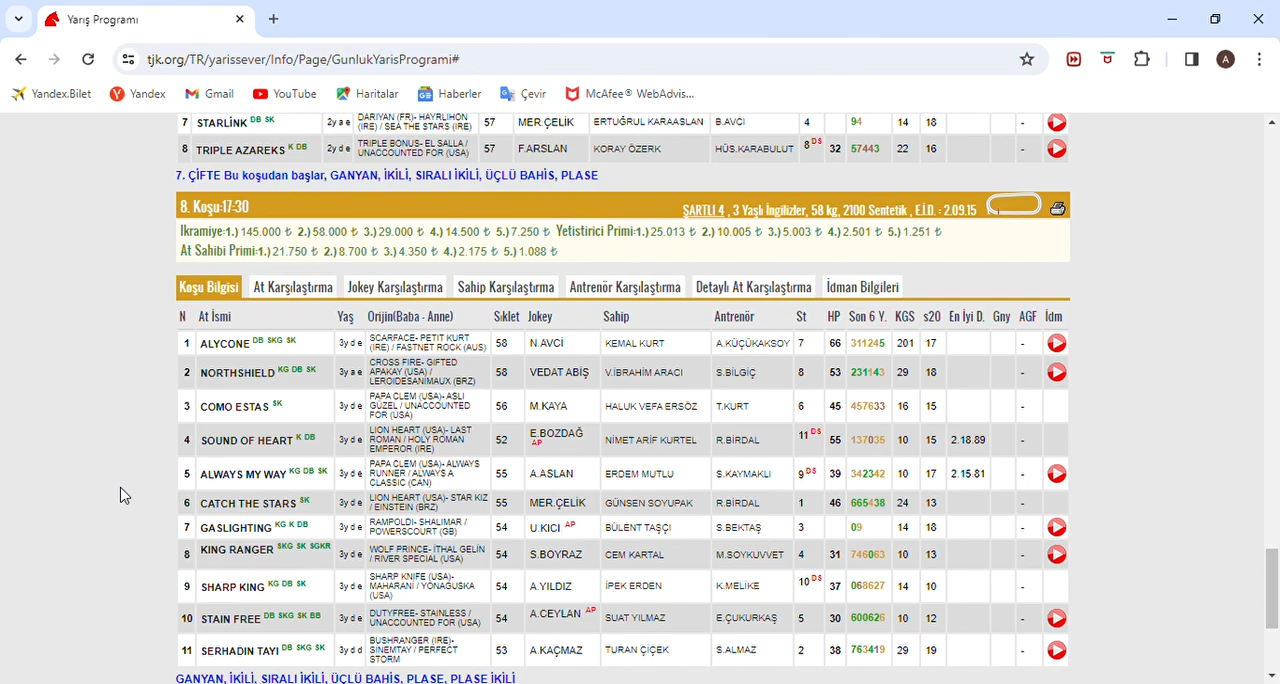 Yarış Programı
tjk.org/TR/yarissever/Info/Page/GunlukYarisProgrami#
A
Yandex.Bilet Yandex Gmail YouTube Haritalar Haberler Çevir McAfee® WebAdvis...
7 STARLİNK DB SK 2y a e DARIYAN (FR)- HAYRLIHON (IRE) / SEA THE STARS (IRE) 57 MER.ÇELİK ERTUĞRUL KARAASLAN B.AVCI 4 94 14 18 -
8 TRIPLE AZAREKS K DB 2y d e TRIPLE BONUS- EL SALLA / UNACCOUNTED FOR (USA) 57 F.ARSLAN KORAY ÖZERK HÜS.KARABULUT 8 DS 32 57443 22 16 -
7. ÇİFTE Bu koşudan başlar, GANYAN, İKİLİ, SIRALI İKİLİ, ÜÇLÜ BAHİS, PLASE
8. Koşu:17:30 ŞARTLI 4 , 3 Yaşlı İngilizler, 58 kg, 2100 Sentetik , E.İ.D. : 2.09.15
Ikramiye:1.) 145.000 ₺ 2.) 58.000 ₺ 3.) 29.000 ₺ 4.) 14.500 ₺ 5.) 7.250 ₺ Yetistirici Primi:1.) 25.013 ₺ 2.) 10.005 ₺ 3.) 5.003 ₺ 4.) 2.501 ₺ 5.) 1.251 ₺
At Sahibi Primi:1.) 21.750 ₺ 2.) 8.700 ₺ 3.) 4.350 ₺ 4.) 2.175 ₺ 5.) 1.088 ₺
Koşu Bilgisi At Karşılaştırma Jokey Karşılaştırma Sahip Karşılaştırma Antrenör Karşılaştırma Detaylı At Karşılaştırma İdman Bilgileri
N At İsmi Yaş Orijin(Baba - Anne) Sıklet Jokey Sahip Antrenör St HP Son 6 Y. KGS s20 En İyi D. Gny AGF İdm
1 ALYCONE DB SKG SK 3y d e SCARFACE- PETIT KURT (IRE) / FASTNET ROCK (AUS) 58 N.AVCİ KEMAL KURT A.KÜÇÜKAKSOY 7 66 311245 201 17 -
2 NORTHSHIELD KG DB SK 3y a e CROSS FIRE- GIFTED APAKAY (USA) / LEROIDESANIMAUX (BRZ) 58 VEDAT ABİŞ V.İBRAHİM ARACI S.BİLGİÇ 8 53 231143 29 18 -
3 COMO ESTAS SK 3y d e PAPA CLEM (USA)- ASLI GÜZEL / UNACCOUNTED FOR (USA) 56 M.KAYA HALUK VEFA ERSÖZ T.KURT 6 45 457633 16 15 -
4 SOUND OF HEART K DB 3y d e LION HEART (USA)- LAST ROMAN / HOLY ROMAN EMPEROR (IRE) 52 E.BOZDAĞ AP NİMET ARİF KURTEL R.BİRDAL 11 DS 55 137035 10 15 2.18.89 -
5 ALWAYS MY WAY KG DB SK 3y d e PAPA CLEM (USA)- ALWAYS RUNNER / ALWAYS A CLASSIC (CAN) 55 A.ASLAN ERDEM MUTLU S.KAYMAKLI 9 DS 39 342342 10 17 2.15.81 -
6 CATCH THE STARS SK 3y d e LION HEART (USA)- STAR KIZ / EINSTEIN (BRZ) 55 MER.ÇELİK GÜNSEN SOYUPAK R.BİRDAL 1 46 665438 24 13 -
7 GASLIGHTING KG K DB 3y d e RAMPOLDI- SHALIMAR / POWERSCOURT (GB) 54 U.KICI AP BÜLENT TAŞÇI S.BEKTAŞ 3 09 14 18 -
8 KING RANGER SKG SK SGKR 3y d e WOLF PRINCE- İTHAL GELİN / RIVER SPECIAL (USA) 54 S.BOYRAZ CEM KARTAL M.SOYKUVVET 4 31 746063 10 13 -
9 SHARP KING KG DB SK 3y d e SHARP KNIFE (USA)- MAHARANI / YONAGUSKA (USA) 54 A.YILDIZ İPEK ERDEN K.MELİKE 10 DS 37 068627 14 10 -
10 STAIN FREE DB SKG SK BB 3y d e DUTYFREE- STAINLESS / UNACCOUNTED FOR (USA) 54 A.CEYLAN AP SUAT YILMAZ E.ÇUKURKAŞ 5 30 600626 10 12 -
11 SERHADIN TAYI DB SKG SK 3y d d BUSHRANGER (IRE)- SİNEMTAY / PERFECT STORM 53 A.KAÇMAZ TURAN ÇİÇEK S.ALMAZ 2 38 763419 29 19 -
GANYAN, İKİLİ, SIRALI İKİLİ, ÜÇLÜ BAHİS, PLASE, PLASE İKİLİ